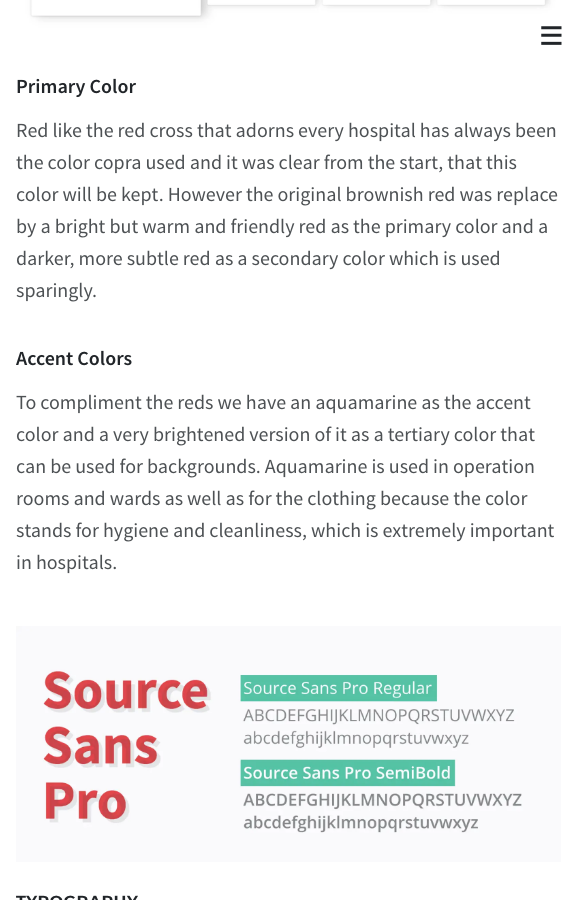 Primary Color
Red like the red cross that adorns every hospital has always been
the color copra used and it was clear from the start, that this
color will be kept. However the original brownish red was replace
by a bright but warm and friendly red as the primary color and a
darker, more subtle red as a secondary color which is used
sparingly.
Accent Colors
To compliment the reds we have an aquamarine as the accent
color and a very brightened version of it as a tertiary color that
can be used for backgrounds. Aquamarine is used in operation
rooms and wards as well as for the clothing because the color
stands for hygiene and cleanliness, which is extremely important
in hospitals.
Source
Sans
Pro
Source Sans Pro Regular
ABCDEFGHIJKLMNOPQRSTUVWXYZ
abcdefghijklmnopqrstuvwxyz
Source Sans Pro SemiBold
ABCDEFGHIJKLMNOPQRSTUVWXYZ
abcdefghijklmnopqrstuvwxyz
TYPOGRAPHY